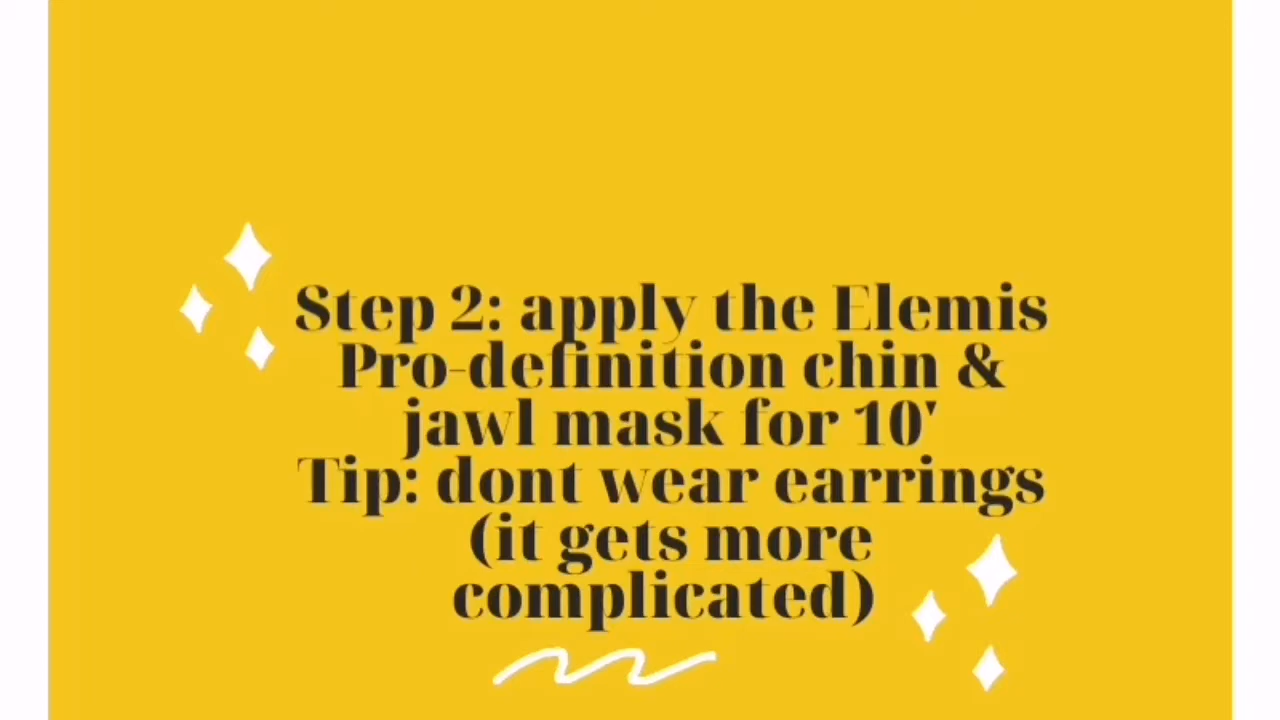 Step 2: apply the Elemis
Pro-definition chin &
jawl mask for 10'
Tip: dont wear earrings
(it gets more
complicated)